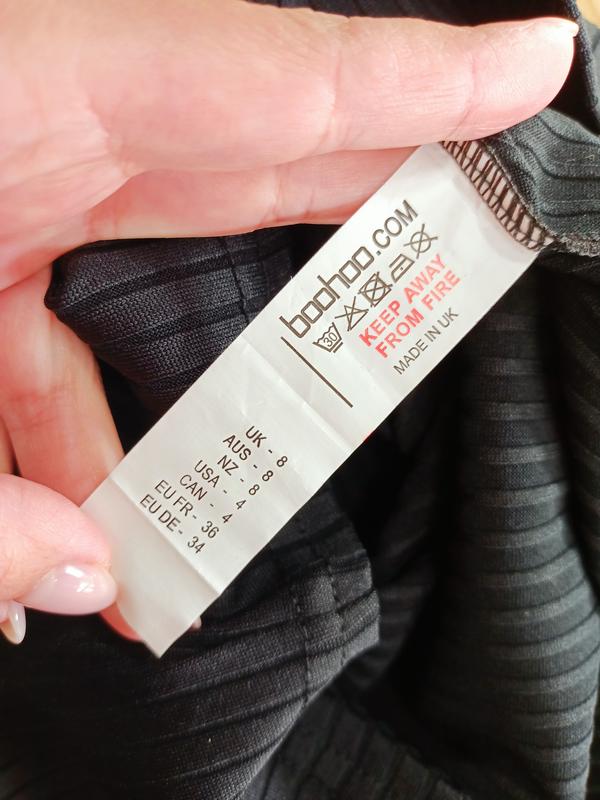 boohoo.COM
30
KEEP AWAY
FROM FIRE
MADE IN UK
UK - 8
AUS - 8
NZ - 8
USA - 4
CAN - 4
EU FR - 36
EU DE - 34